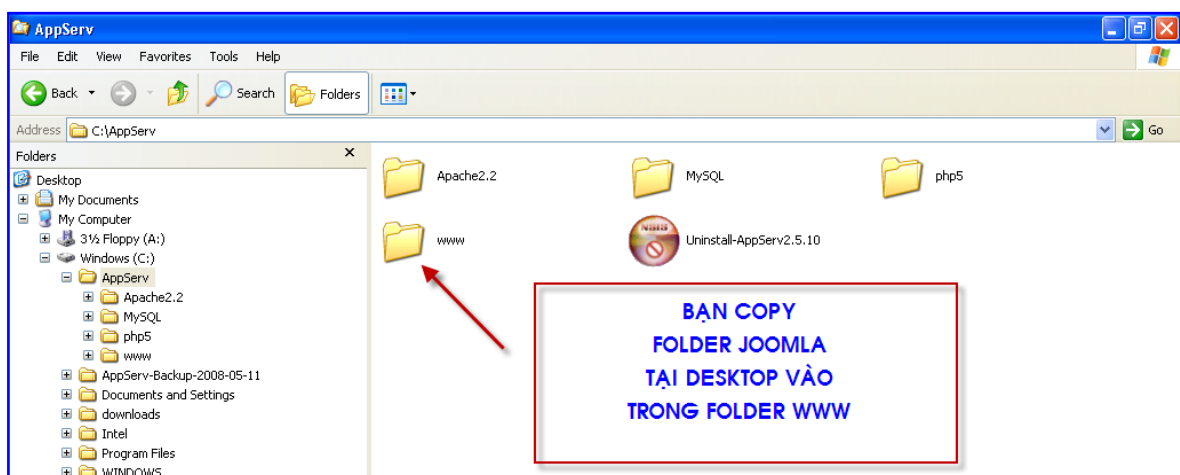 AppServ
File Edit View Favorites Tools Help
Back Search Folders
Address C:\AppServ Go
Folders
Desktop
My Documents
My Computer
3½ Floppy (A:)
Windows (C:)
AppServ
Apache2.2
MySQL
php5
www
AppServ-Backup-2008-05-11
Documents and Settings
downloads
Intel
Program Files
WINDOWS
Apache2.2
MySQL
php5
www
Uninstall-AppServ2.5.10
BẠN COPY
FOLDER JOOMLA
TẠI DESKTOP VÀO
TRONG FOLDER WWW